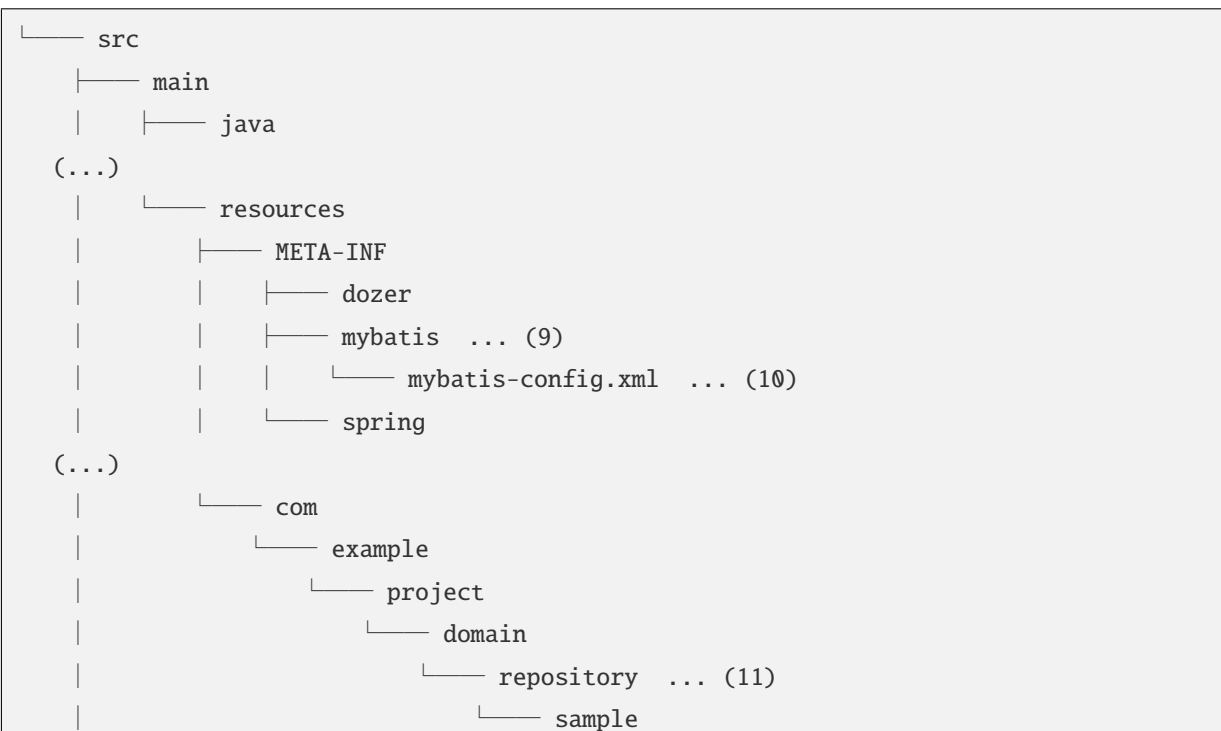 └── src
    ├── main
    │   ├── java
   (...)
    │   └── resources
    │       ├── META-INF
    │       │   ├── dozer
    │       │   ├── mybatis  ... (9)
    │       │   │   └── mybatis-config.xml  ... (10)
    │       │   └── spring
   (...)
    │       └── com
    │           └── example
    │               └── project
    │                   └── domain
    │                       └── repository  ... (11)
    │                           └── sample